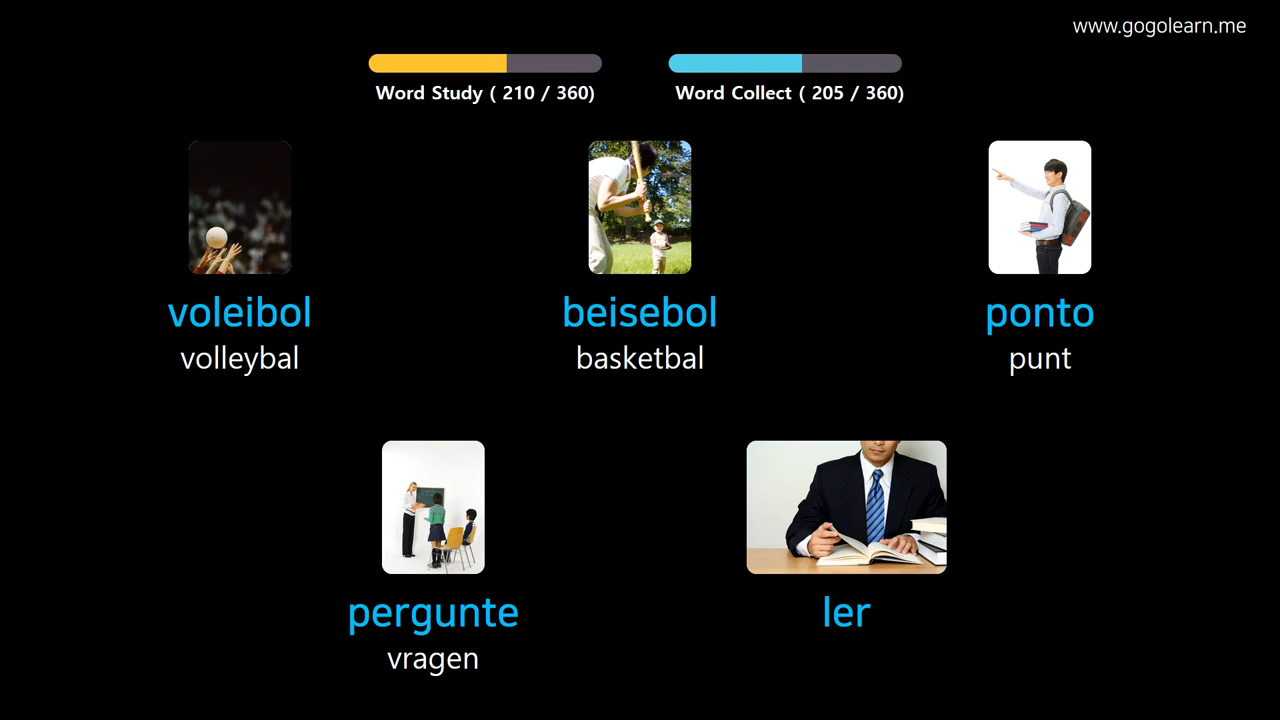 www.gogolearn.me
Word Study ( 210 / 360)
Word Collect ( 205 / 360)
voleibol
volleybal
beisebol
basketbal
ponto
punt
pergunte
vragen
ler